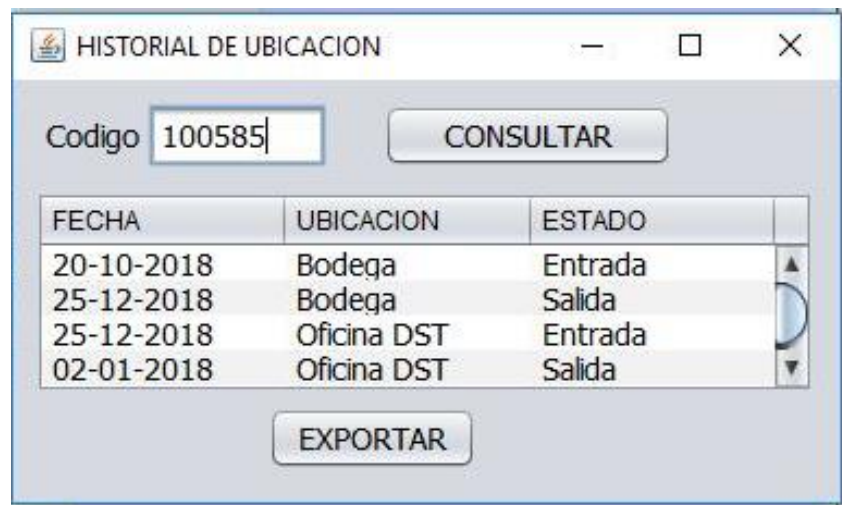 HISTORIAL DE UBICACION
Codigo 100585 CONSULTAR
FECHA UBICACION ESTADO
20-10-2018 Bodega Entrada
25-12-2018 Bodega Salida
25-12-2018 Oficina DST Entrada
02-01-2018 Oficina DST Salida
EXPORTAR